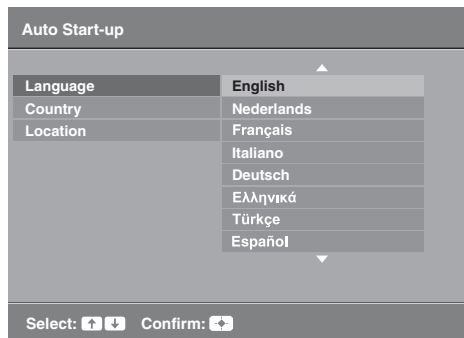 Auto Start-up
Language
Country
Location
English
Nederlands
Français
Italiano
Deutsch
Ελληνικά
Türkçe
Español
Select: Confirm: